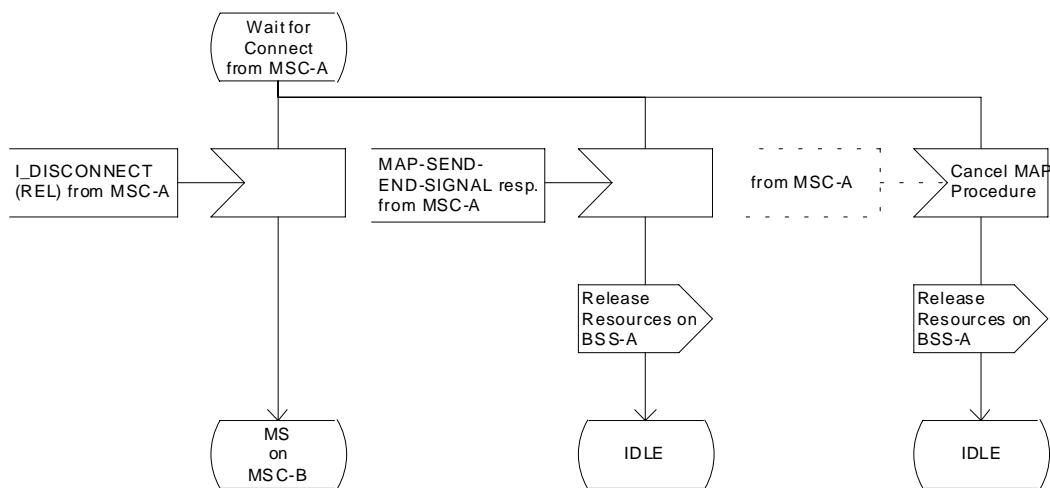 Wait for
Connect
from MSC-A
I_DISCONNECT
(REL) from MSC-A
MAP-SEND-
END-SIGNAL resp.
from MSC-A
from MSC-A
Cancel MAP
Procedure
Release
Resources on
BSS-A
Release
Resources on
BSS-A
MS
on
MSC-B
IDLE
IDLE